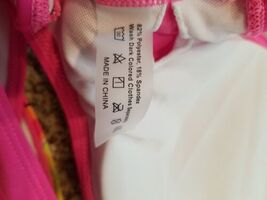 82% Polyester, 18% Spandex
Wash Dark Colored Clothes Separately
MADE IN CHINA